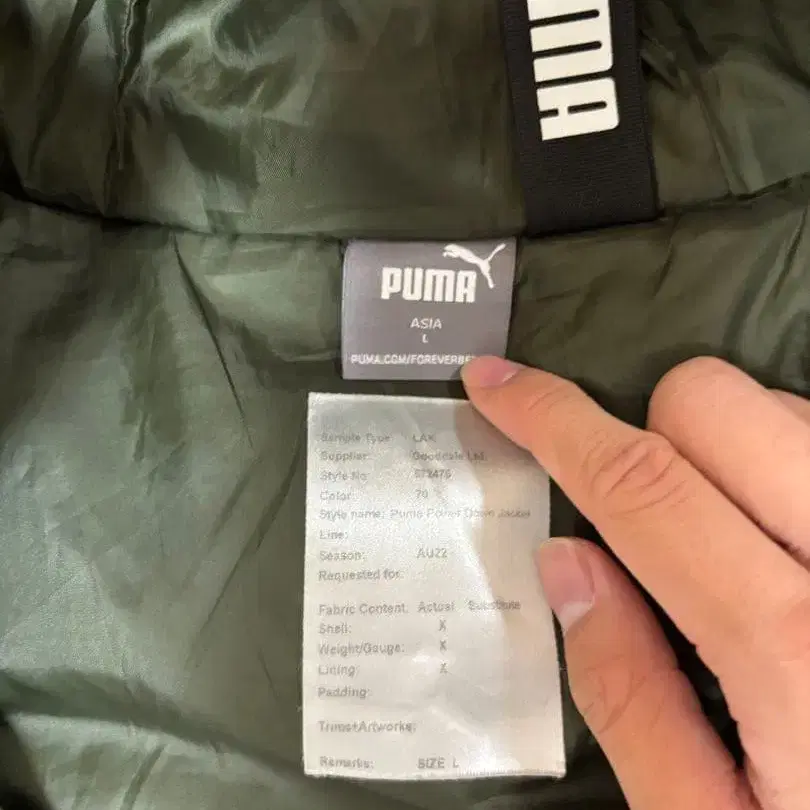 PUMA
PUMA
ASIA
L
PUMA.COM/FOREVERBE
Sample Type LAK
Supplier: Ltd.
Style No
Color: 70
Style name: Puma Power Down Jacket
Line:
Season: AU22
Requested for:
Fabric Content: Actual Substitute
Shell: X
Weight/Gauge: X
Lining: X
Padding:
Trims+Artworks:
Remarks: SIZE L